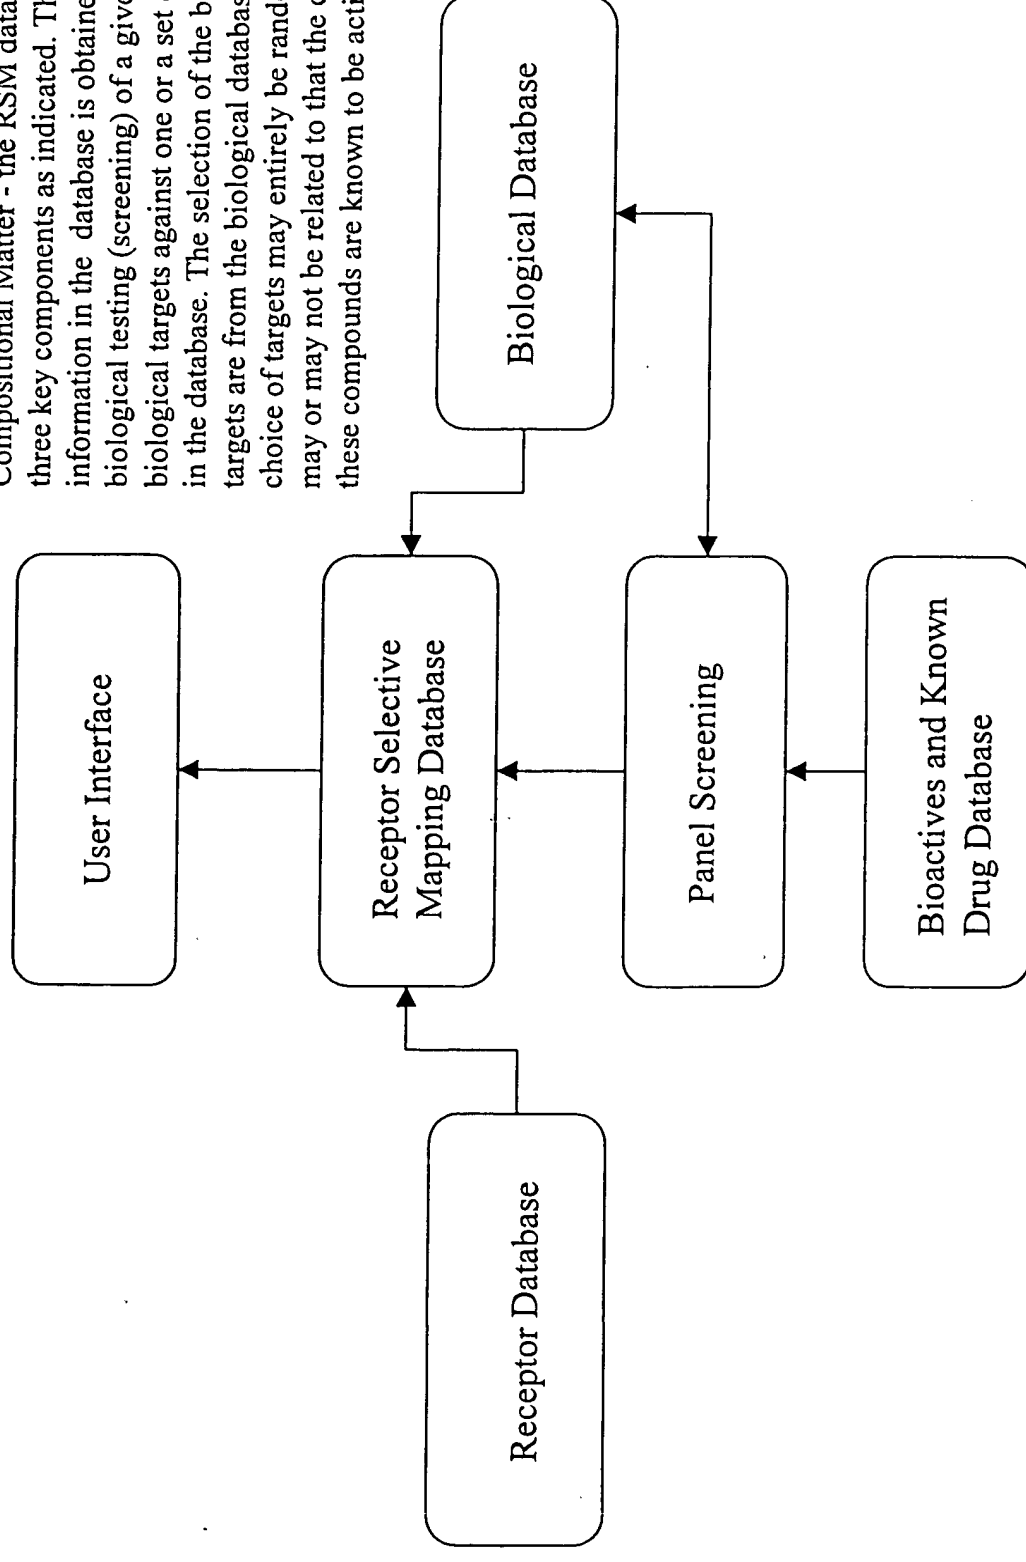 Compositional Matter - the RSM data
three key components as indicated.
information in the database is obtaine
biological testing (screening) of a give
biological targets against one or a set
in the database. The selection of the b
targets are from the biological databas
choice of targets may entirely be rand
may or may not be related to that the
these compounds are known to be acti
User Interface
Receptor Selective
Mapping Database
Panel Screening
Bioactives and Known
Drug Database
Biological Database
Receptor Database